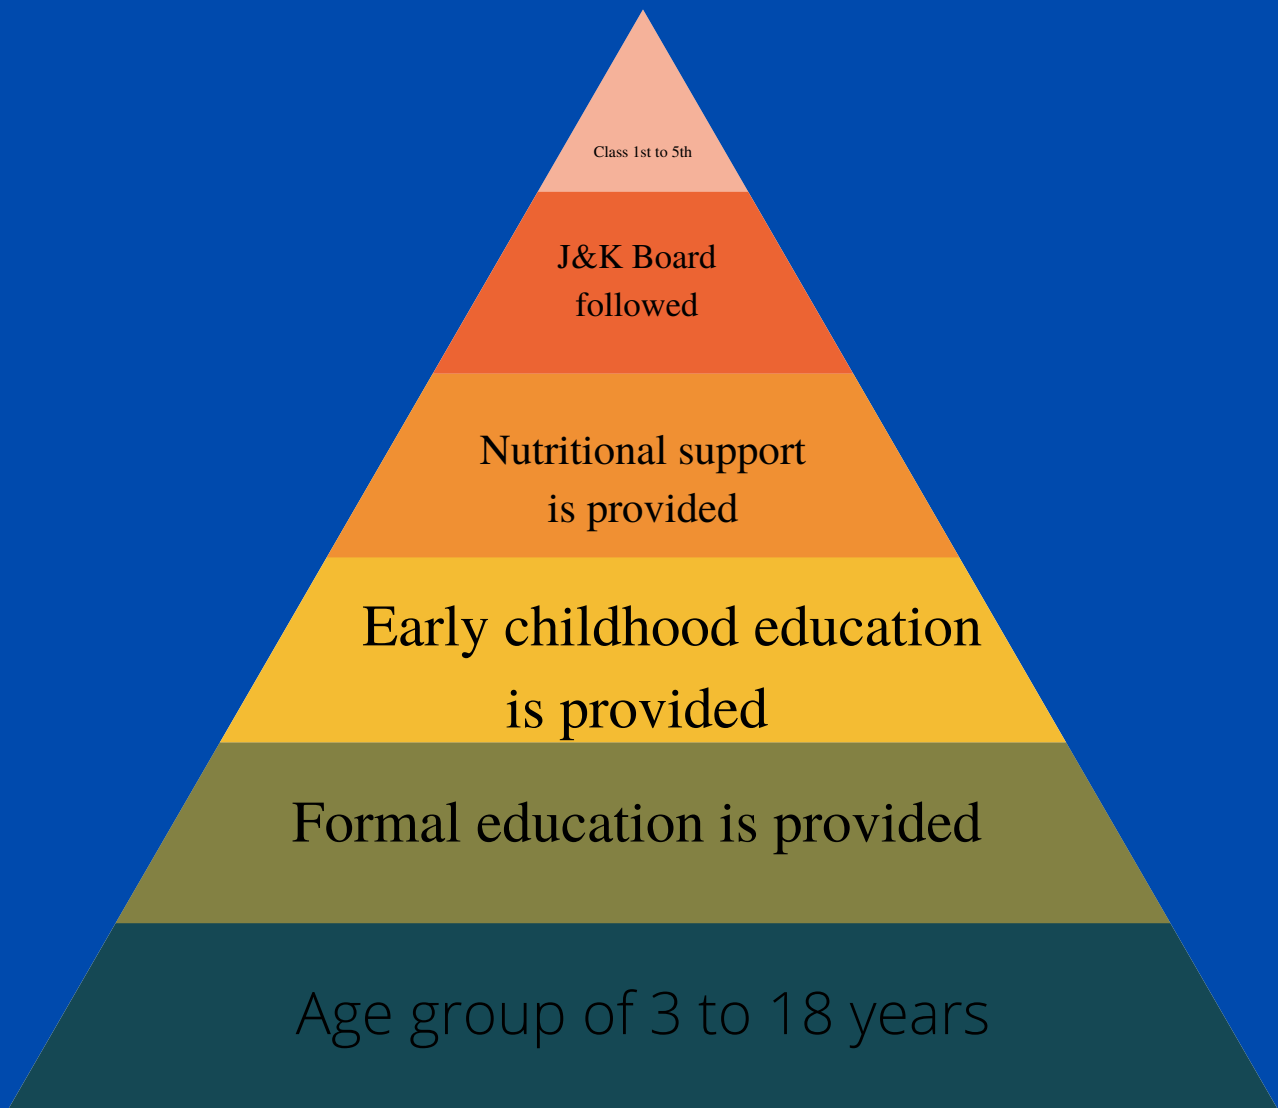 Class 1st to 5th
J&K Board
followed
Nutritional support
is provided
Early childhood education
is provided
Formal education is provided
Age group of 3 to 18 years